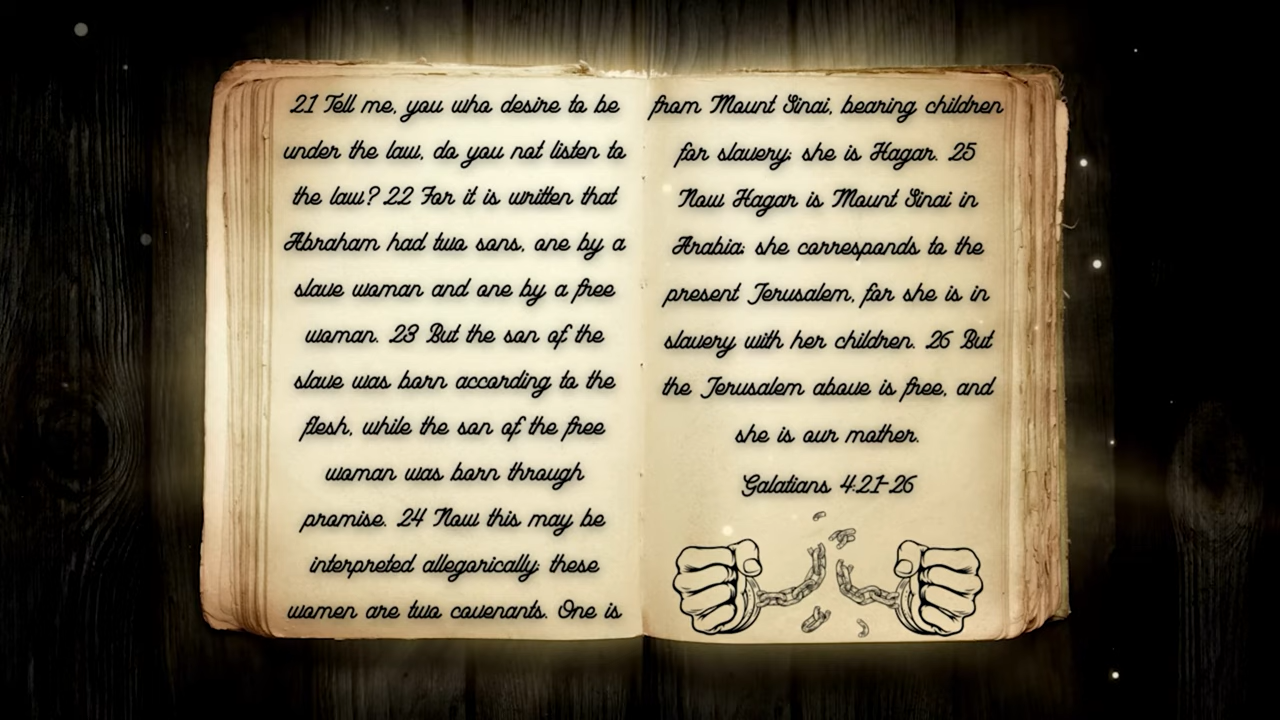 21 Tell me, you who desire to be
under the law, do you not listen to
the law? 22 For it is written that
Abraham had two sons, one by a
slave woman and one by a free
woman. 23 But the son of the
slave was born according to the
flesh, while the son of the free
woman was born through
promise. 24 Now this may be
interpreted allegorically: these
women are two covenants. One is
from Mount Sinai, bearing children
for slavery; she is Hagar. 25
Now Hagar is Mount Sinai in
Arabia; she corresponds to the
present Jerusalem, for she is in
slavery with her children. 26 But
the Jerusalem above is free, and
she is our mother.
Galatians 4:21-26